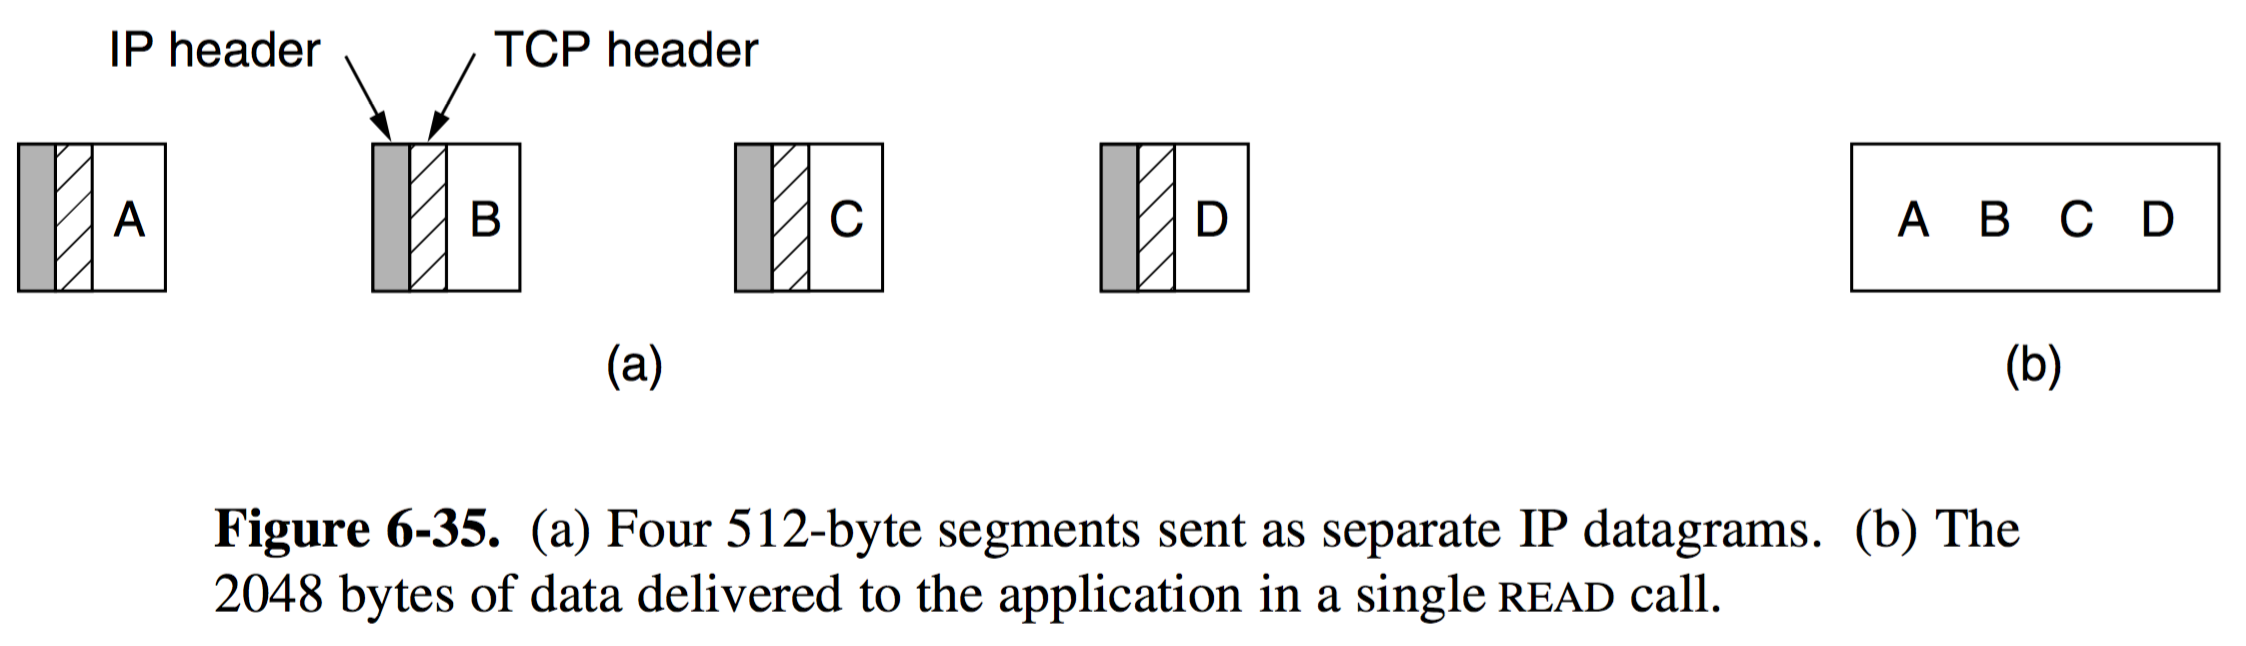 IP header TCP header
A B C D A B C D
(a) (b)
Figure 6-35. (a) Four 512-byte segments sent as separate IP datagrams. (b) The
2048 bytes of data delivered to the application in a single READ call.